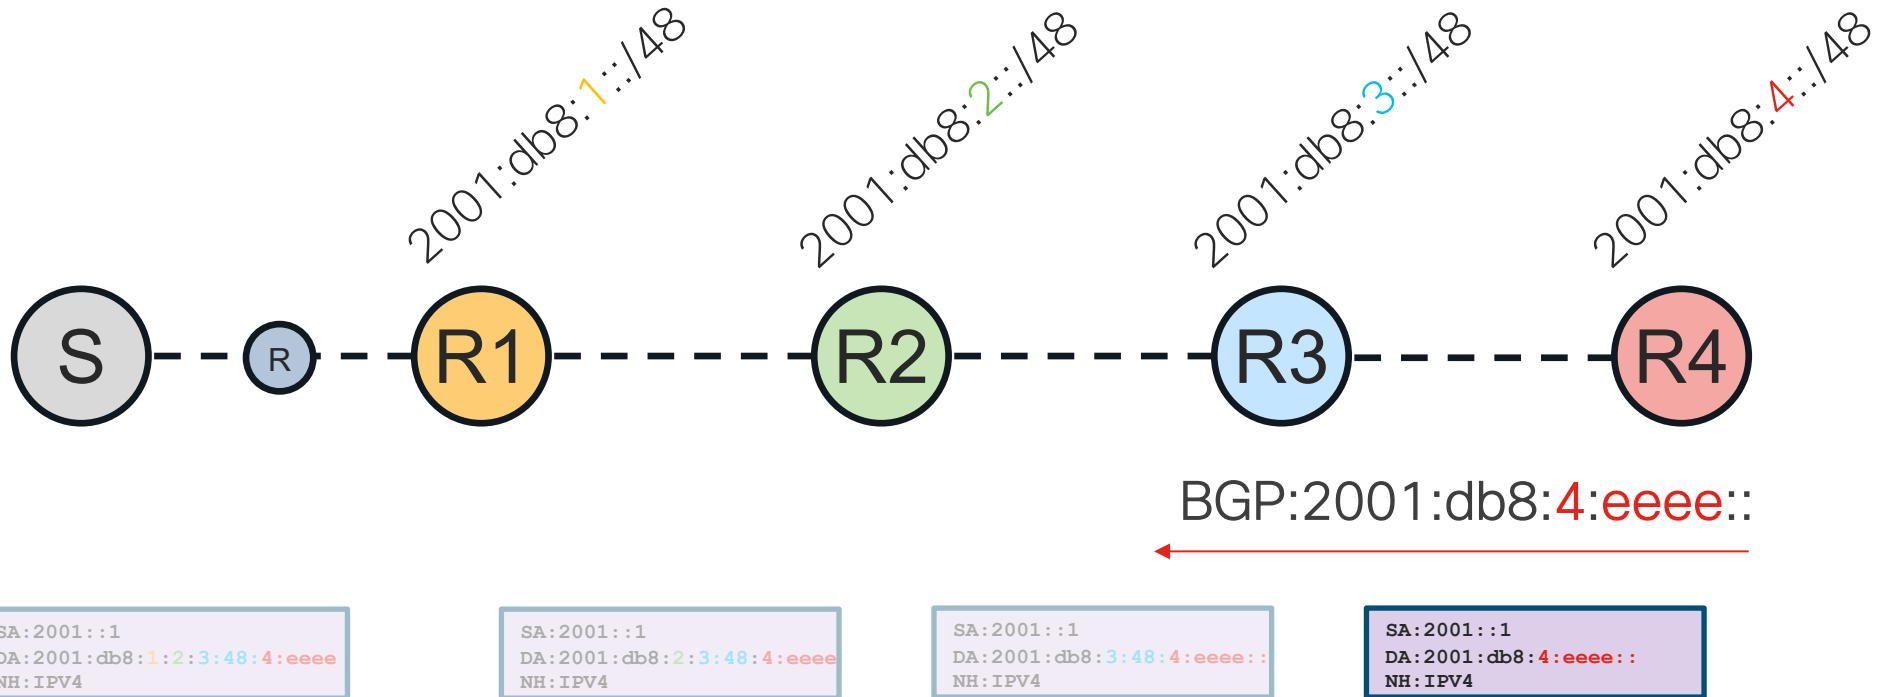 2001:db8:1::/48
2001:db8:2::/48
2001:db8:3::/48
2001:db8:4::/48
S
R
R1
R2
R3
R4
BGP:2001:db8:4:eeee::
SA:2001::1
DA:2001:db8:1:2:3:48:4:eeee
NH:IPV4
SA:2001::1
DA:2001:db8:2:3:48:4:eeee
NH:IPV4
SA:2001::1
DA:2001:db8:3:48:4:eeee::
NH:IPV4
SA:2001::1
DA:2001:db8:4:eeee::
NH:IPV4